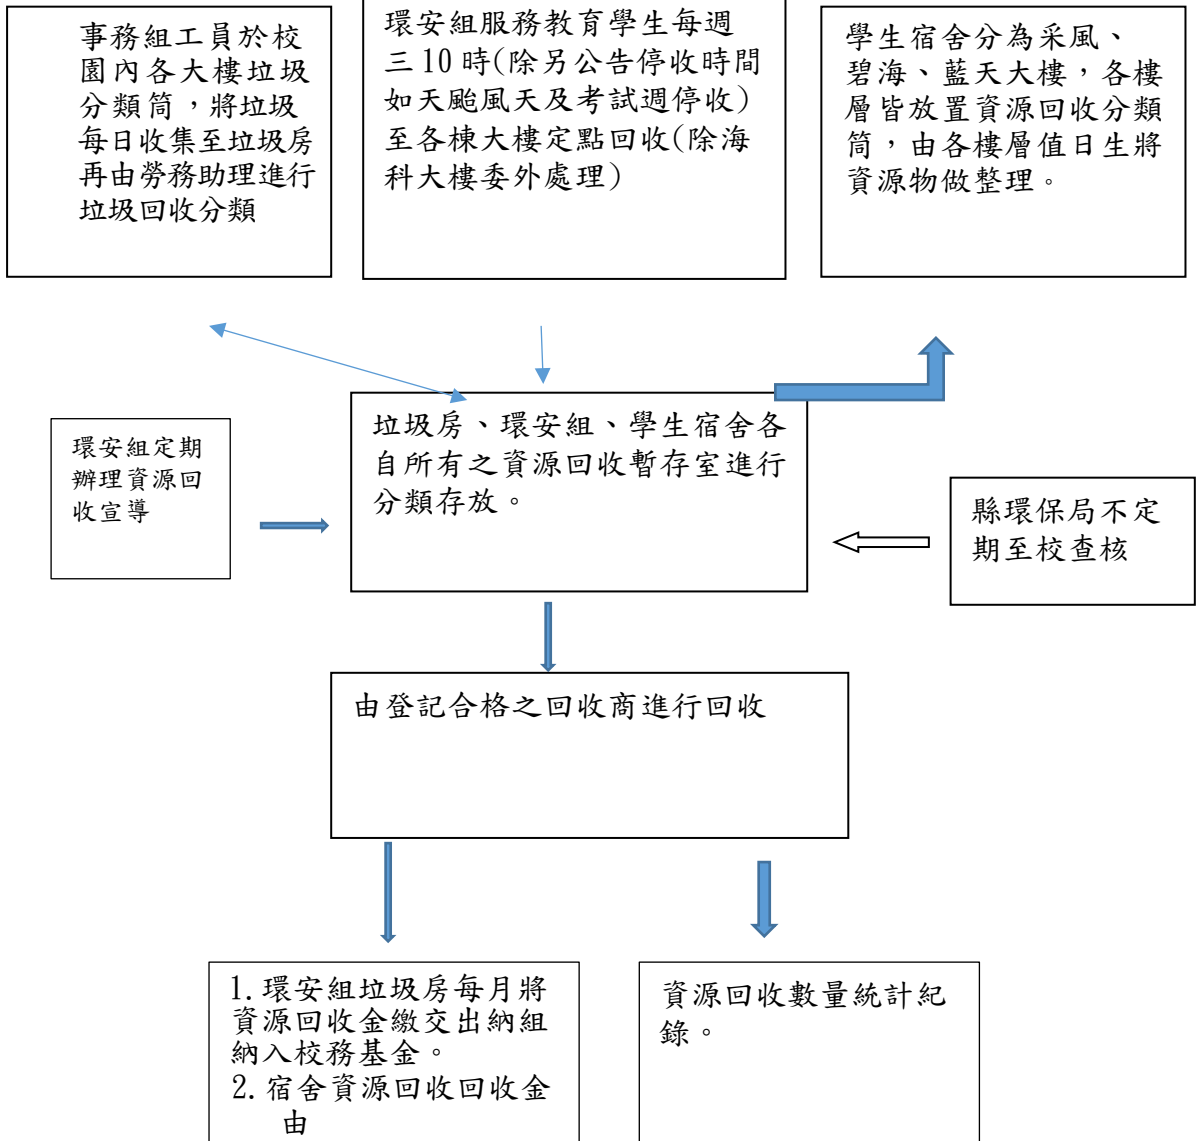 事務組工員於校
園內各大樓垃圾
分類筒，將垃圾
每日收集至垃圾房
再由勞務助理進行
垃圾回收分類
環安組服務教育學生每週
三10時(除另公告停收時間
如天颱風天及考試週停收)
至各棟大樓定點回收(除海
科大樓委外處理)
學生宿舍分為采風、
碧海、藍天大樓，各樓
層皆放置資源回收分類
筒，由各樓層值日生將
資源物做整理。
環安組定期
辦理資源回
收宣導
垃圾房、環安組、學生宿舍各
自所有之資源回收暫存室進行
分類存放。
縣環保局不定
期至校查核
由登記合格之回收商進行回收
1.環安組垃圾房每月將
資源回收金繳交出納組
納入校務基金。
2.宿舍資源回收回收金
由
資源回收數量統計紀
錄。